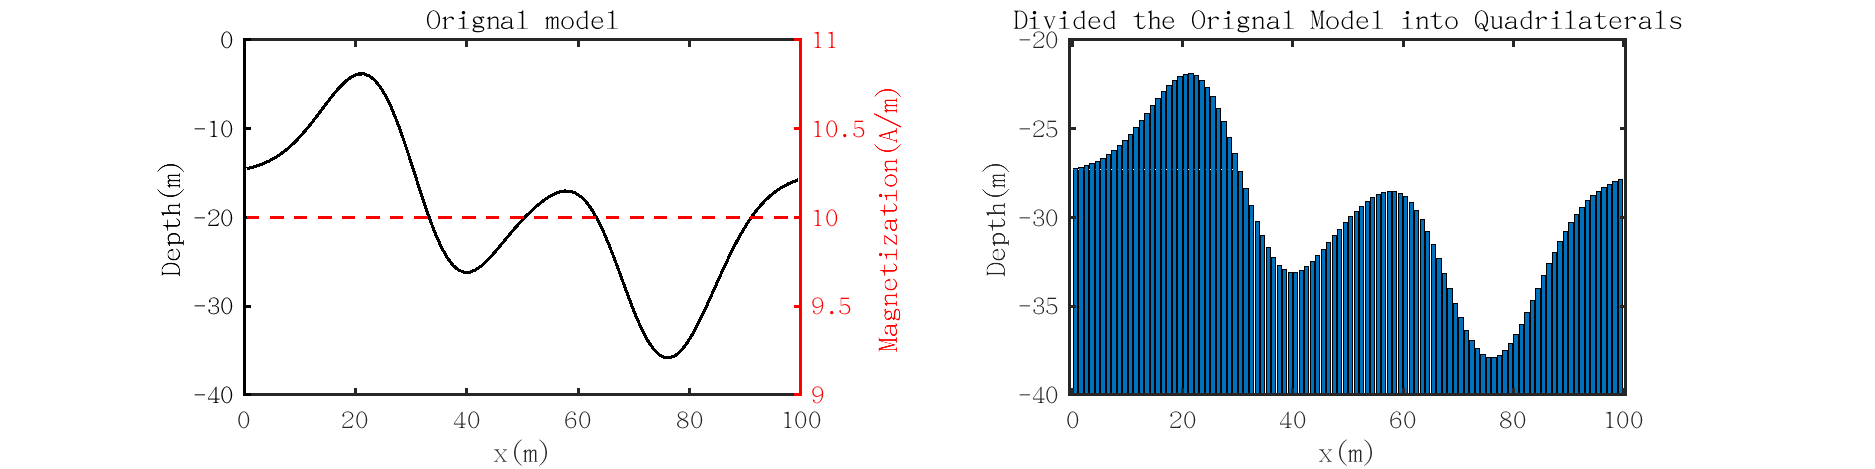 Orignal model
0
-10
-20
-30
-40
Depth(m)
0 20 40 60 80 100
x(m)
11
10.5
10
9.5
9
Magnetization(A/m)
Divided the Orignal Model into Quadrilaterals
-20
-25
-30
-35
-40
Depth(m)
0 20 40 60 80 100
x(m)